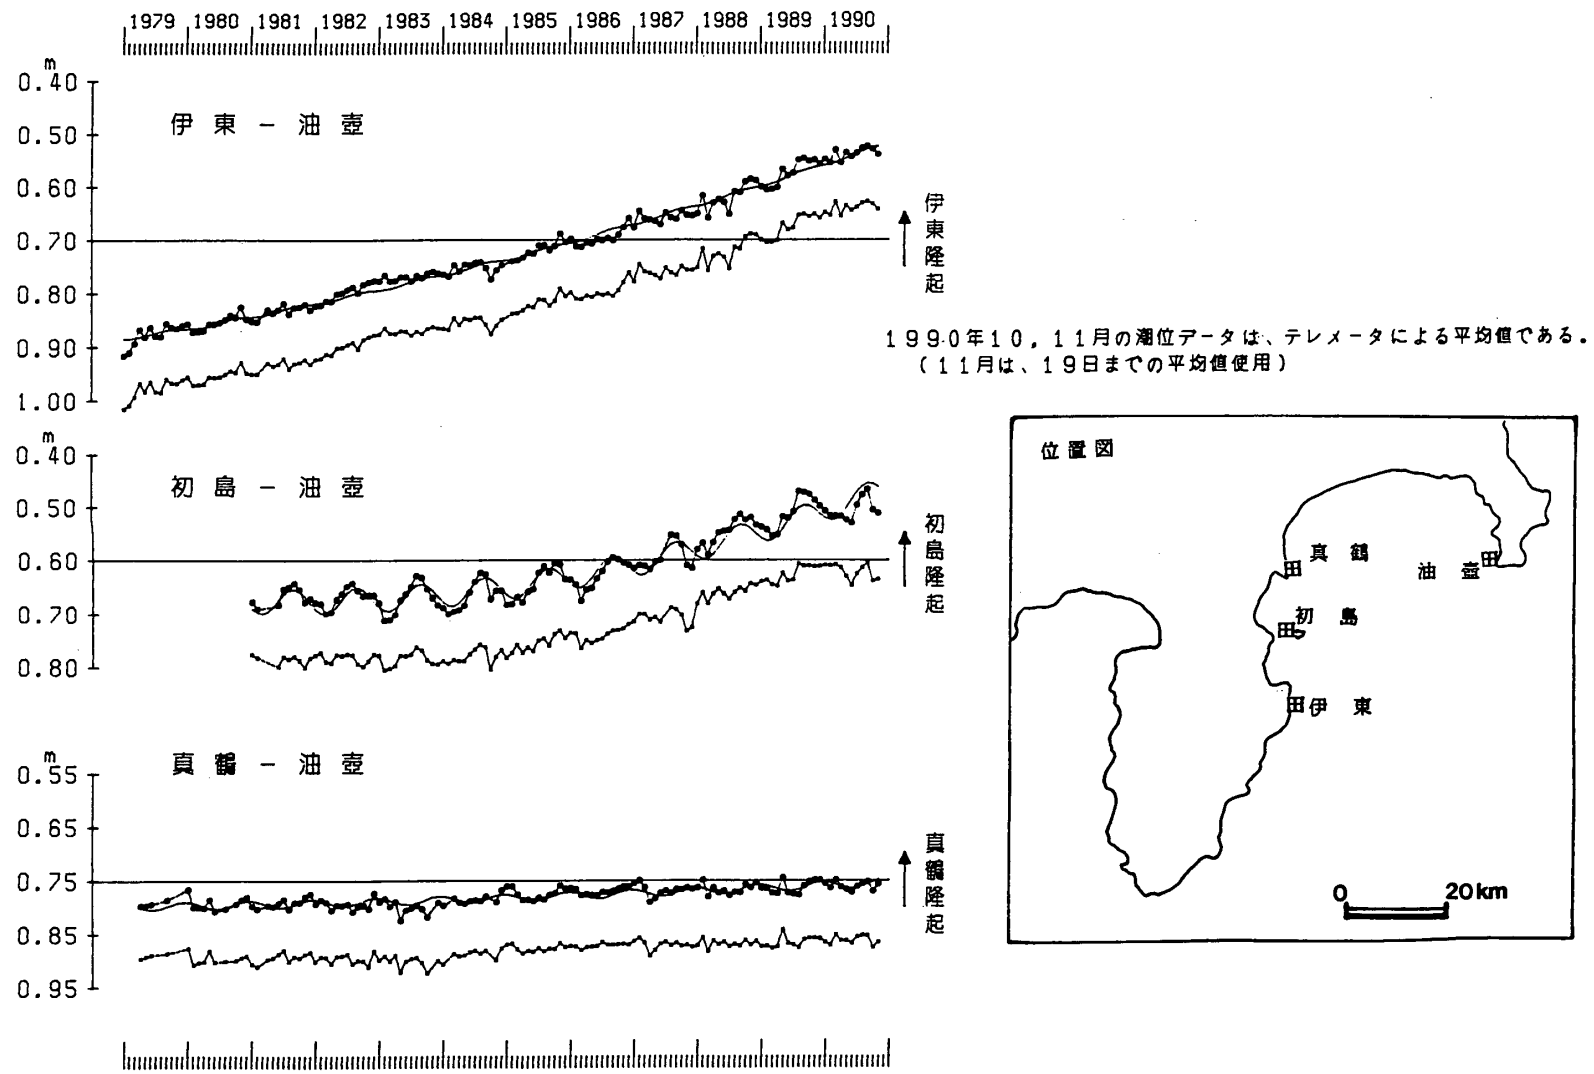 1979 1980 1981 1982 1983 1984 1985 1986 1987 1988 1989 1990
m
0.40
伊東－油壺
0.50
0.60
0.70
0.80
0.90
1.00
伊東隆起
1990年10，11月の潮位データは、テレメータによる平均値である。
（11月は、19日までの平均値使用）
m
0.40
初島－油壺
0.50
0.60
0.70
0.80
初島隆起
m
0.55
真鶴－油壺
0.65
0.75
0.85
0.95
真鶴隆起
位置図
真鶴
油壺
初島
伊東
0 20km